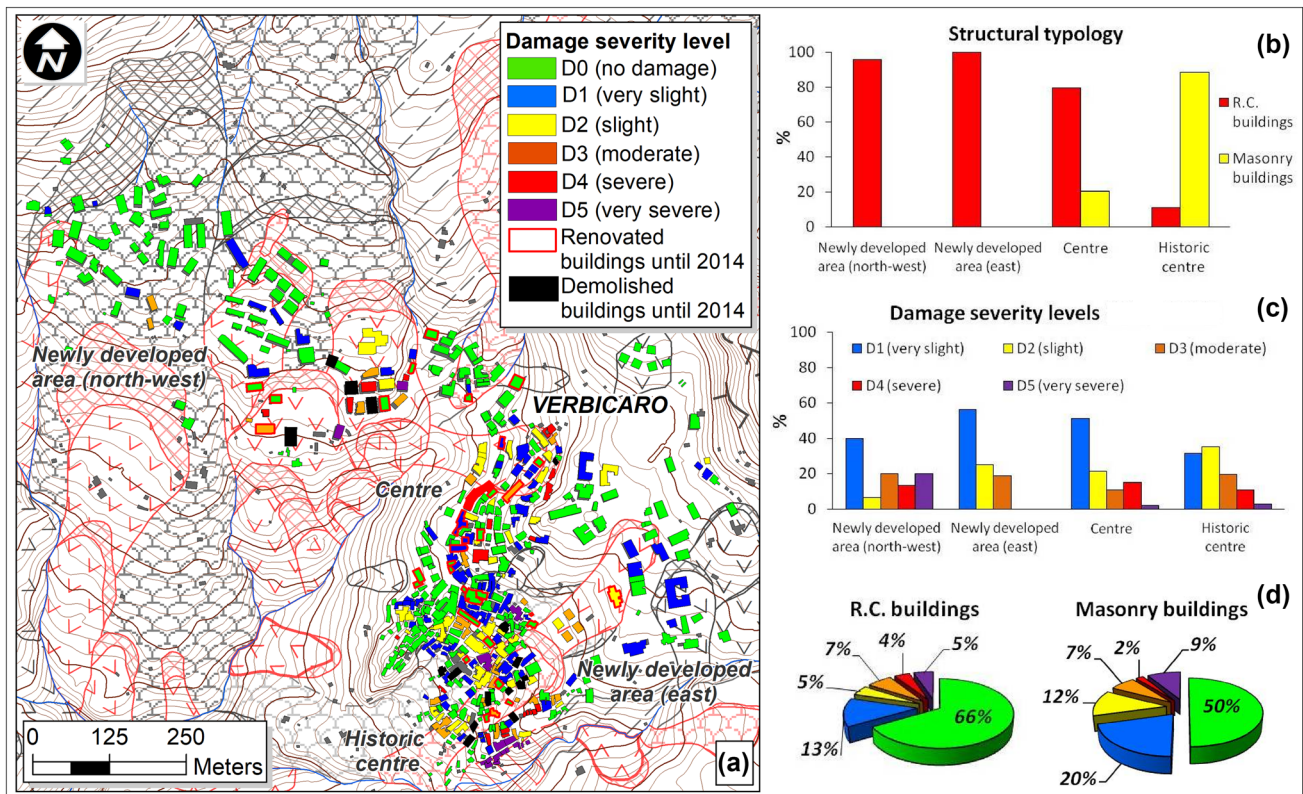 N
Damage severity level
D0 (no damage)
D1 (very slight)
D2 (slight)
D3 (moderate)
D4 (severe)
D5 (very severe)
Renovated
buildings until 2014
Demolished
buildings until 2014
Newly developed
area (north-west)
VERBICARO
Centre
Newly developed
area (east)
Historic
centre
0 125 250
Meters
(a)
Structural typology
(b)
100
80
60
40
20
0
%
R.C.
buildings
Masonry
buildings
Newly developed
area (north-west)
Newly developed
area (east)
Centre
Historic
centre
Damage severity levels
(c)
100
80
60
40
20
0
%
D1 (very slight)
D2 (slight)
D3 (moderate)
D4 (severe)
D5 (very severe)
Newly developed
area (north-west)
Newly developed
area (east)
Centre
Historic
centre
(d)
R.C. buildings
4%
5%
7%
5%
13%
66%
Masonry buildings
2%
9%
7%
12%
20%
50%